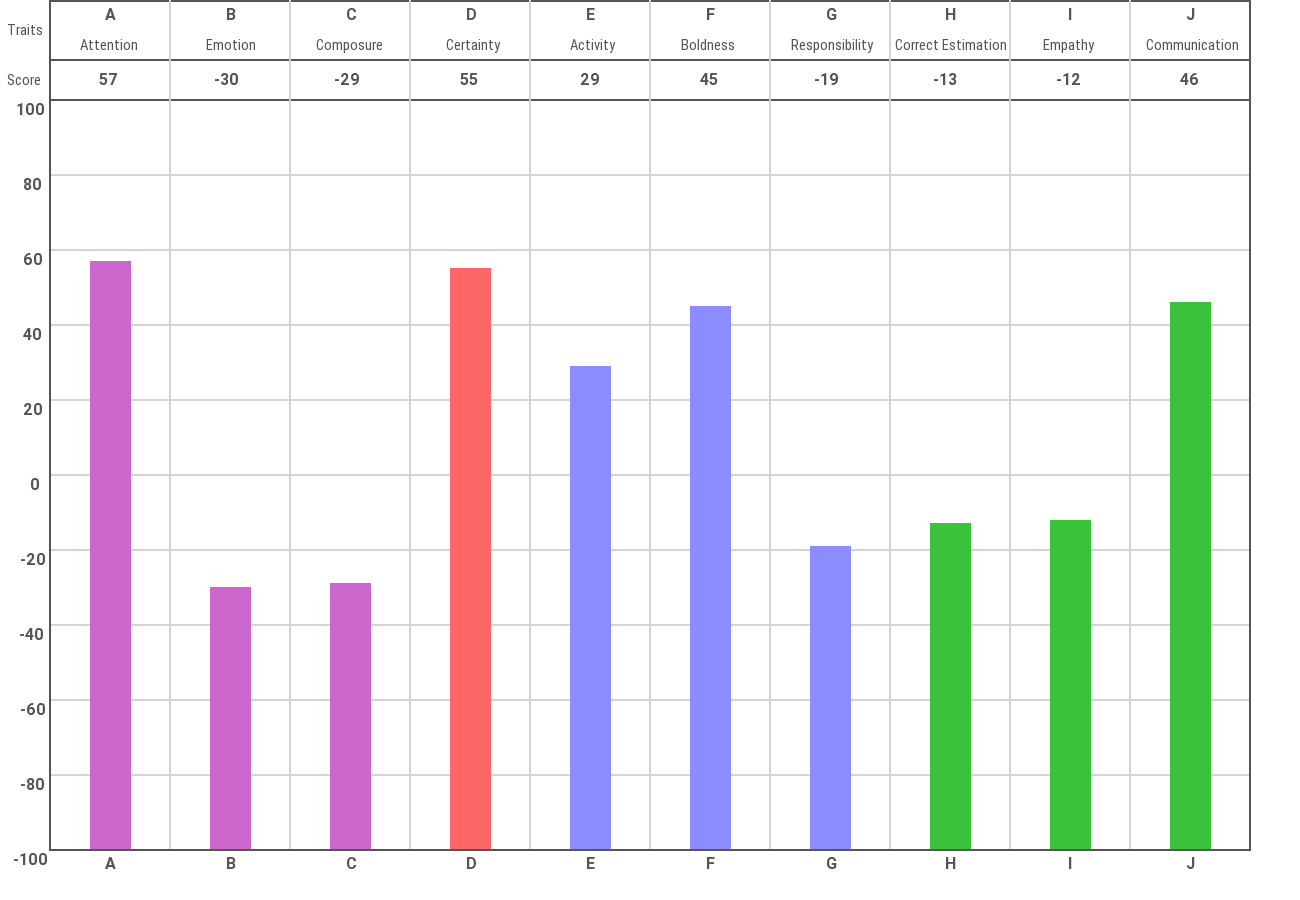 A B C D E F G H I J
Traits
Attention Emotion Composure Certainty Activity Boldness Responsibility Correct Estimation Empathy Communication
Score 57 -30 -29 55 29 45 -19 -13 -12 46
100
80
60
40
20
0
-20
-40
-60
-80
-100
A B C D E F G H I J